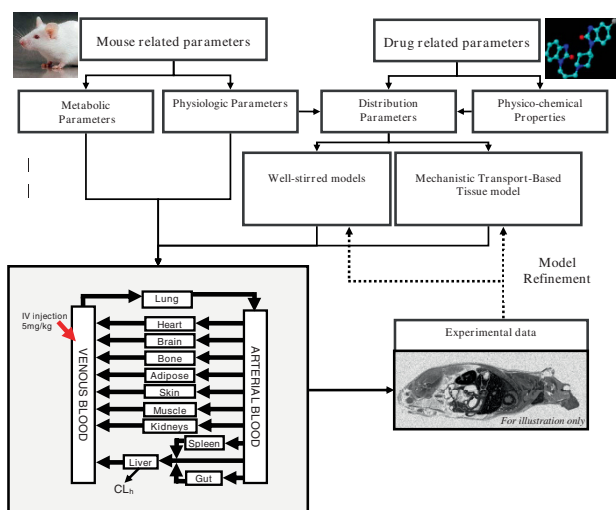 Mouse related parameters
Drug related parameters
Metabolic
Parameters
Physiologic Parameters
Distribution
Parameters
Physico-chemical
Properties
Well-stirred models
Mechanistic Transport-Based
Tissue model
Model
Refinement
IV injection
5mg/kg
VENOUS BLOOD
Lung
Heart
Brain
Bone
Adipose
Skin
Muscle
Kidneys
Spleen
Liver
Gut
CLh
ARTERIAL BLOOD
Experimental data
For illustration only